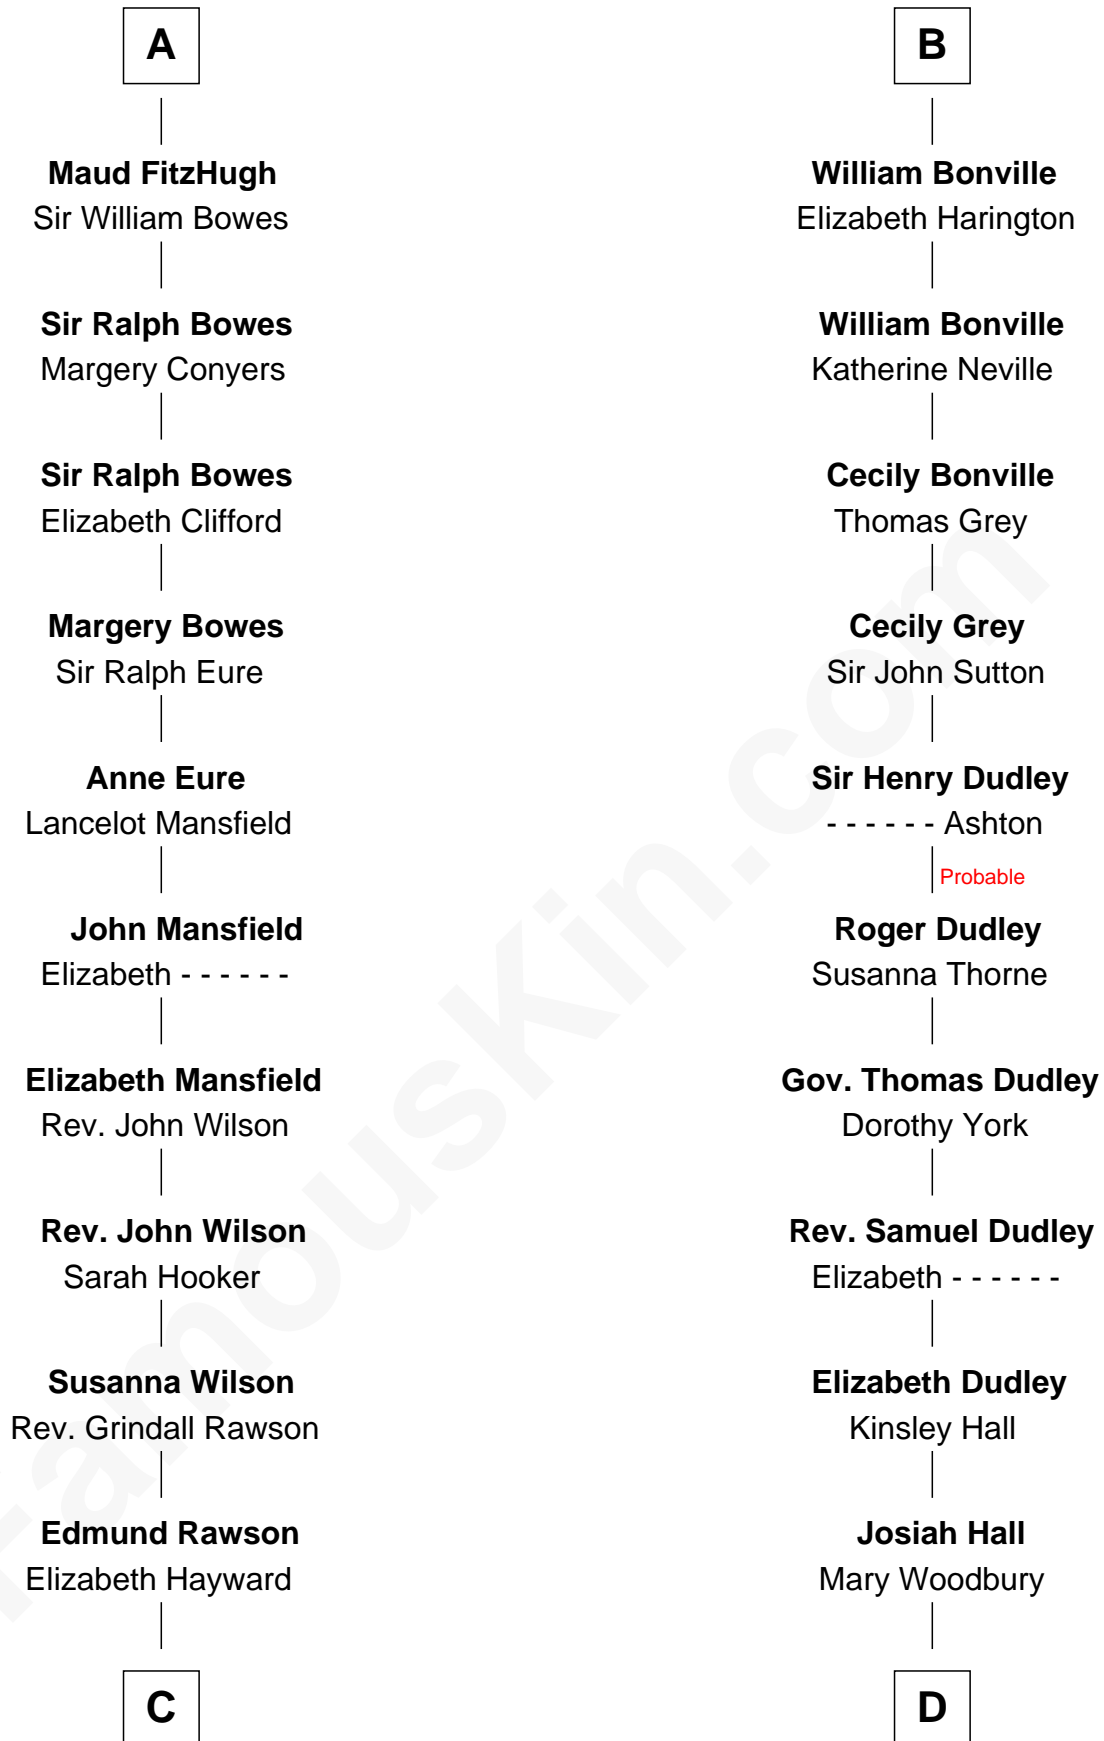 A
Maud FitzHugh
Sir William Bowes
Sir Ralph Bowes
Margery Conyers
Sir Ralph Bowes
Elizabeth Clifford
Margery Bowes
Sir Ralph Eure
Anne Eure
Lancelot Mansfield
John Mansfield
Elizabeth - - - - - -
Elizabeth Mansfield
Rev. John Wilson
Rev. John Wilson
Sarah Hooker
Susanna Wilson
Rev. Grindall Rawson
Edmund Rawson
Elizabeth Hayward
C
B
William Bonville
Elizabeth Harington
William Bonville
Katherine Neville
Cecily Bonville
Thomas Grey
Cecily Grey
Sir John Sutton
Sir Henry Dudley
- - - - - - Ashton
Probable
Roger Dudley
Susanna Thorne
Gov. Thomas Dudley
Dorothy York
Rev. Samuel Dudley
Elizabeth - - - - - -
Elizabeth Dudley
Kinsley Hall
Josiah Hall
Mary Woodbury
D
FamousKin.com